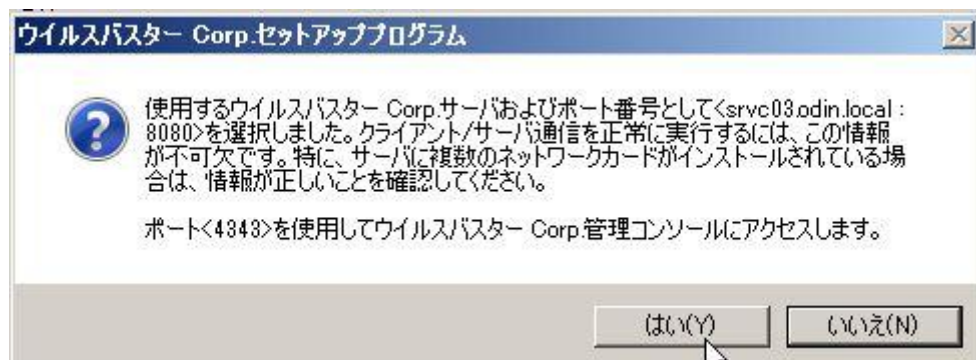 ウイルスバスター Corp.セットアッププログラム
使用するウイルスバスター Corp.サーバおよびポート番号として<srvc03.odin.local :
8080>を選択しました。クライアント/サーバ通信を正常に実行するには、この情報
が不可欠です。特に、サーバに複数のネットワークカードがインストールされている場
合は、情報が正しいことを確認してください。
ポート<4343>を使用してウイルスバスター Corp.管理コンソールにアクセスします。
はい(Y)
いいえ(N)